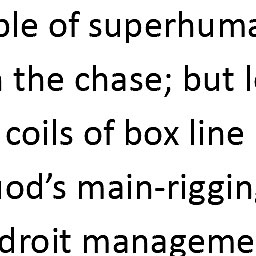 ble of superhuma
the chase; but l
coils of box line
uod's main-rigging
droit manageme